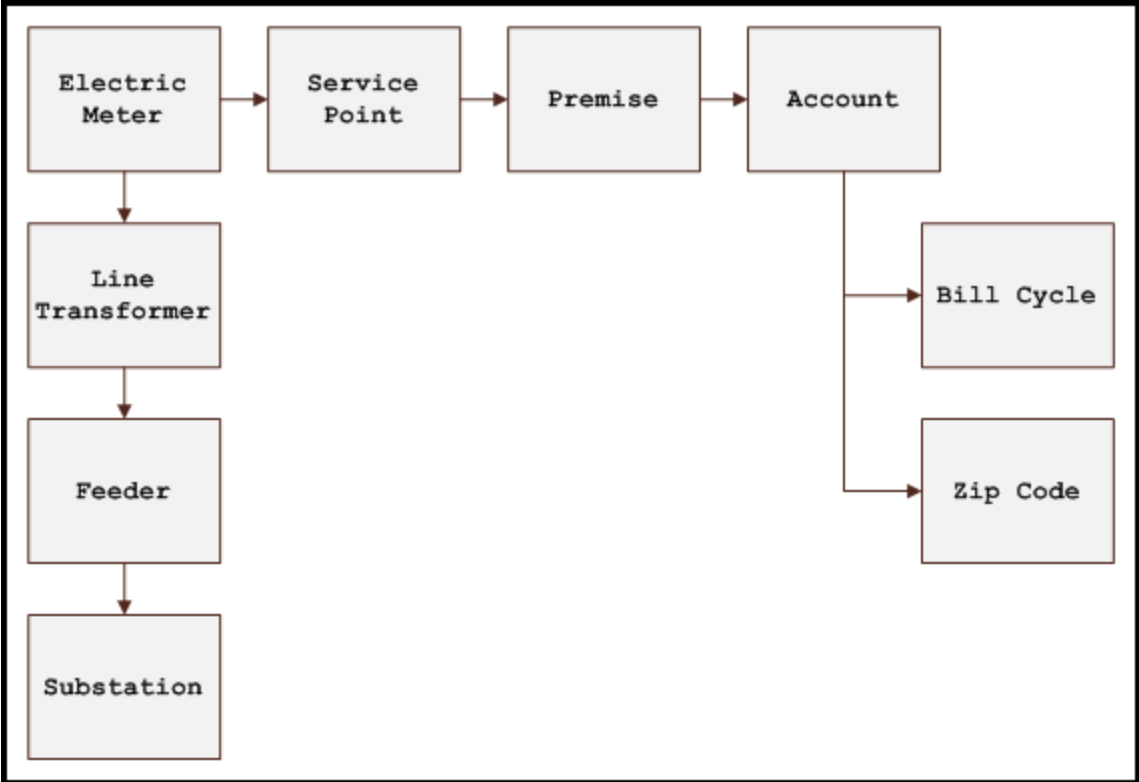 Electric
Meter
Service
Point
Premise
Account
Line
Transformer
Bill Cycle
Feeder
Zip Code
Substation